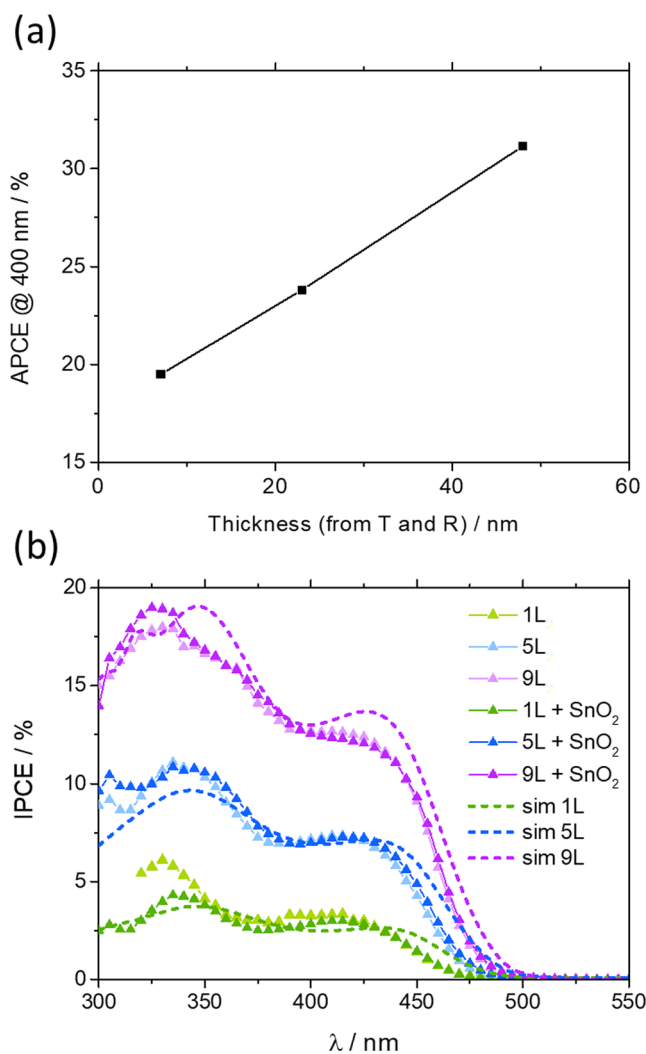 (a)
35
30
25
20
15
APCE @ 400 nm / %
0 20 40 60
Thickness (from T and R) / nm
(b)
20
15
10
5
0
IPCE / %
1L
5L
9L
1L + SnO₂
5L + SnO₂
9L + SnO₂
sim 1L
sim 5L
sim 9L
300 350 400 450 500 550
λ / nm